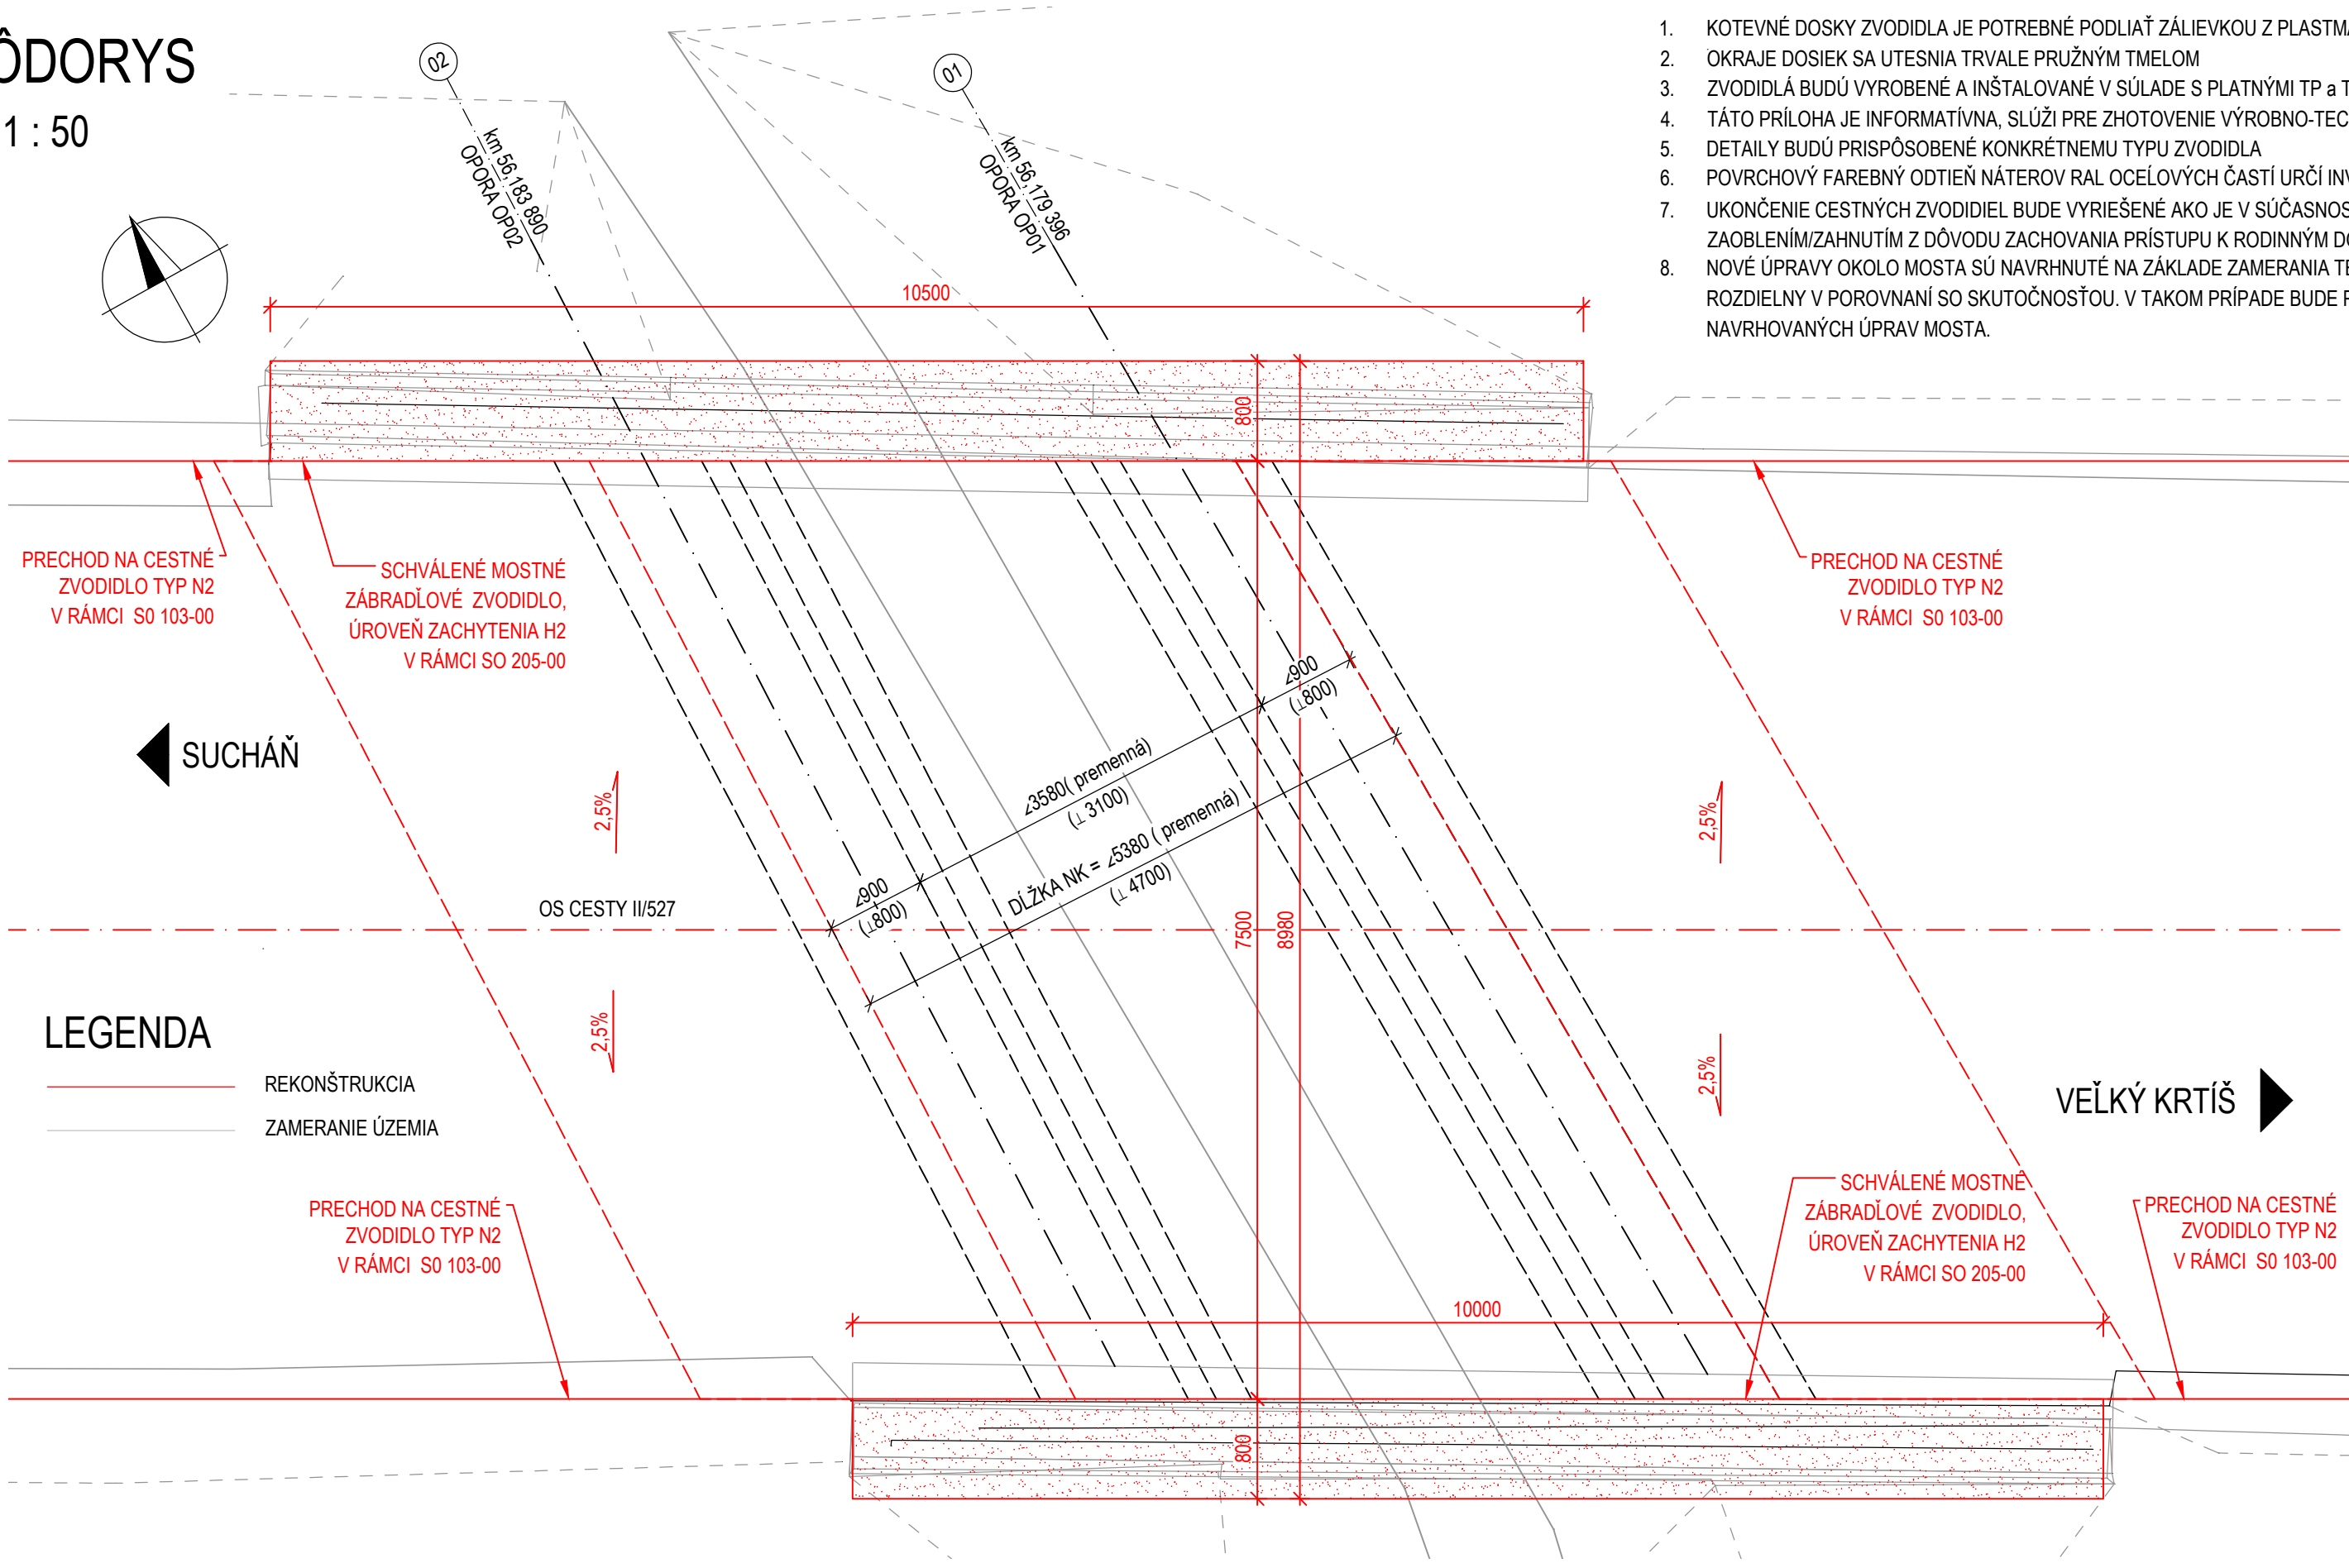 ÔDORYS
1 : 50
1. KOTEVNÉ DOSKY ZVODIDLA JE POTREBNÉ PODLIAŤ ZÁLIEVKOU Z PLASTMA
2. OKRAJE DOSIEK SA UTESNIA TRVALE PRUŽNÝM TMELOM
3. ZVODIDLÁ BUDÚ VYROBENÉ A INŠTALOVANÉ V SÚLADE S PLATNÝMI TP a T
4. TÁTO PRÍLOHA JE INFORMATÍVNA, SLÚŽI PRE ZHOTOVENIE VÝROBNO-TEC
5. DETAILY BUDÚ PRISPÔSOBENÉ KONKRÉTNEMU TYPU ZVODIDLA
6. POVRCHOVÝ FAREBNÝ ODTIEŇ NÁTEROV RAL OCEĽOVÝCH ČASTÍ URČÍ INV
7. UKONČENIE CESTNÝCH ZVODIDIEL BUDE VYRIEŠENÉ AKO JE V SÚČASNOS
ZAOBLENÍM/ZAHNUTÍM Z DÔVODU ZACHOVANIA PRÍSTUPU K RODINNÝM DO
8. NOVÉ ÚPRAVY OKOLO MOSTA SÚ NAVRHNUTÉ NA ZÁKLADE ZAMERANIA TE
ROZDIELNY V POROVNANÍ SO SKUTOČNOSŤOU. V TAKOM PRÍPADE BUDE P
NAVRHOVANÝCH ÚPRAV MOSTA.
02
km 56,183 890
OPORA OP02
01
km 56,179 396
OPORA OP01
10500
800
PRECHOD NA CESTNÉ
ZVODIDLO TYP N2
V RÁMCI S0 103-00
SCHVÁLENÉ MOSTNÉ
ZÁBRADĽOVÉ ZVODIDLO,
ÚROVEŇ ZACHYTENIA H2
V RÁMCI SO 205-00
PRECHOD NA CESTNÉ
ZVODIDLO TYP N2
V RÁMCI S0 103-00
SUCHÁŇ
2,5%
2,5%
∠900
(⊥800)
∠3580( premenná)
(⊥ 3100)
∠900
(⊥800)
DĹŽKA NK = ∠5380 ( premenná)
(⊥ 4700)
7500
8980
OS CESTY II/527
2,5%
2,5%
LEGENDA
REKONŠTRUKCIA
ZAMERANIE ÚZEMIA
VEĽKÝ KRTÍŠ
PRECHOD NA CESTNÉ
ZVODIDLO TYP N2
V RÁMCI S0 103-00
SCHVÁLENÉ MOSTNÉ
ZÁBRADĽOVÉ ZVODIDLO,
ÚROVEŇ ZACHYTENIA H2
V RÁMCI SO 205-00
PRECHOD NA CESTNÉ
ZVODIDLO TYP N2
V RÁMCI S0 103-00
10000
800